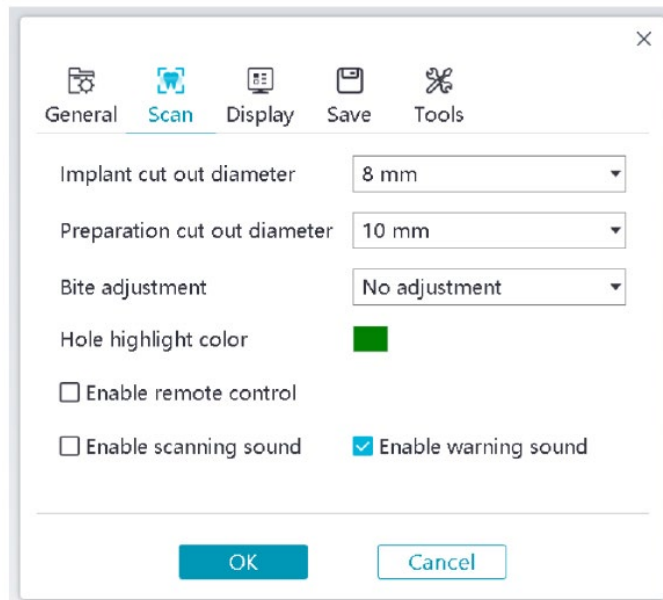 General Scan Display Save Tools
Implant cut out diameter 8 mm
Preparation cut out diameter 10 mm
Bite adjustment No adjustment
Hole highlight color
Enable remote control
Enable scanning sound Enable warning sound
OK Cancel